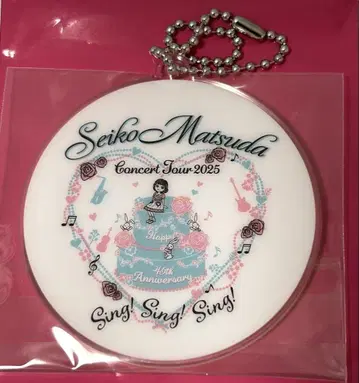 Seiko Matsuda
Concert Tour 2025
Happy
45th
Anniversary
Sing! Sing! Sing!